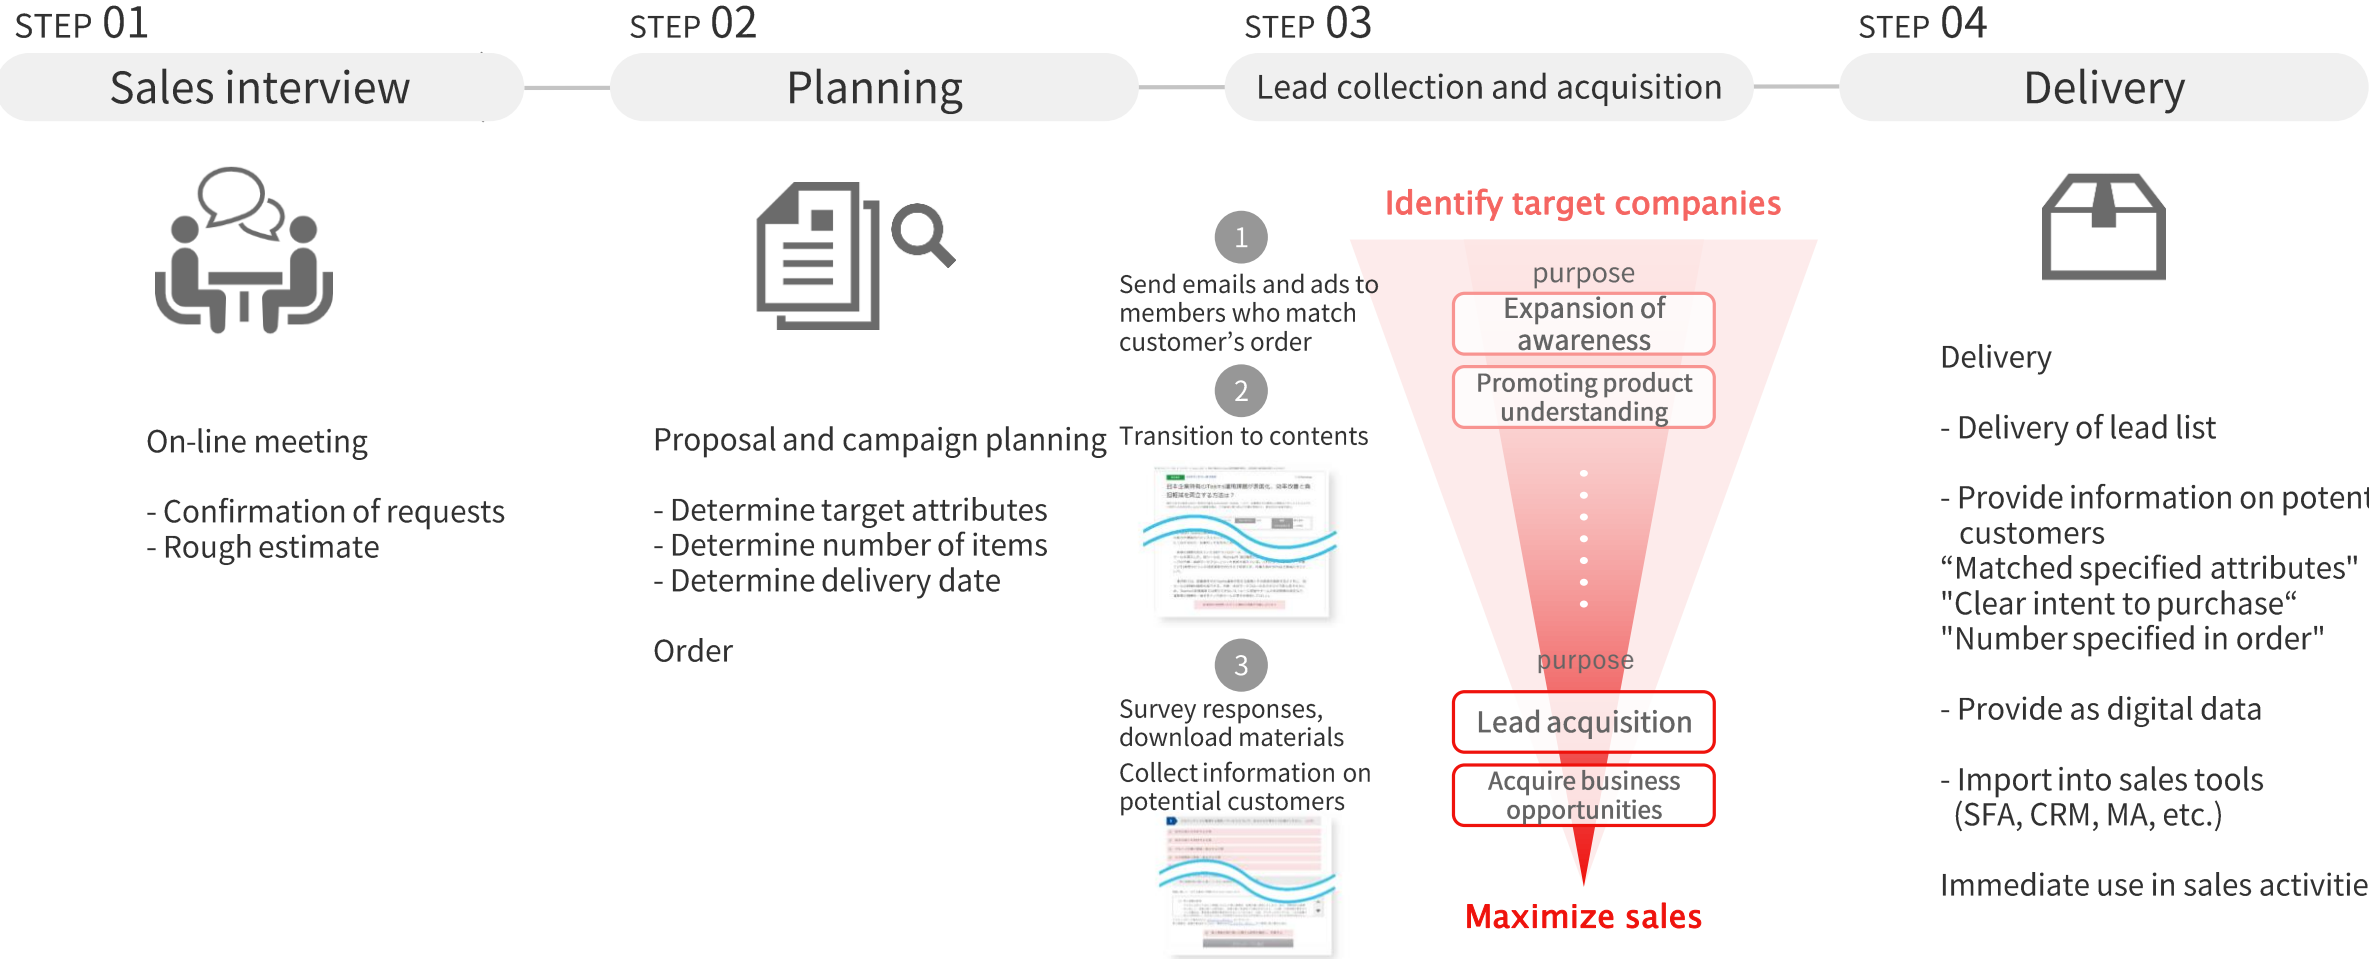 STEP 01
Sales interview
On-line meeting
- Confirmation of requests
- Rough estimate
STEP 02
Planning
Proposal and campaign planning
- Determine target attributes
- Determine number of items
- Determine delivery date
Order
STEP 03
Lead collection and acquisition
1
Send emails and ads to
members who match
customer’s order
2
Transition to contents
3
Survey responses,
download materials
Collect information on
potential customers
Identify target companies
purpose
Expansion of
awareness
Promoting product
understanding
purpose
Lead acquisition
Acquire business
opportunities
Maximize sales
STEP 04
Delivery
Delivery
- Delivery of lead list
- Provide information on potent
customers
“Matched specified attributes"
"Clear intent to purchase“
"Number specified in order"
- Provide as digital data
- Import into sales tools
(SFA, CRM, MA, etc.)
Immediate use in sales activitie